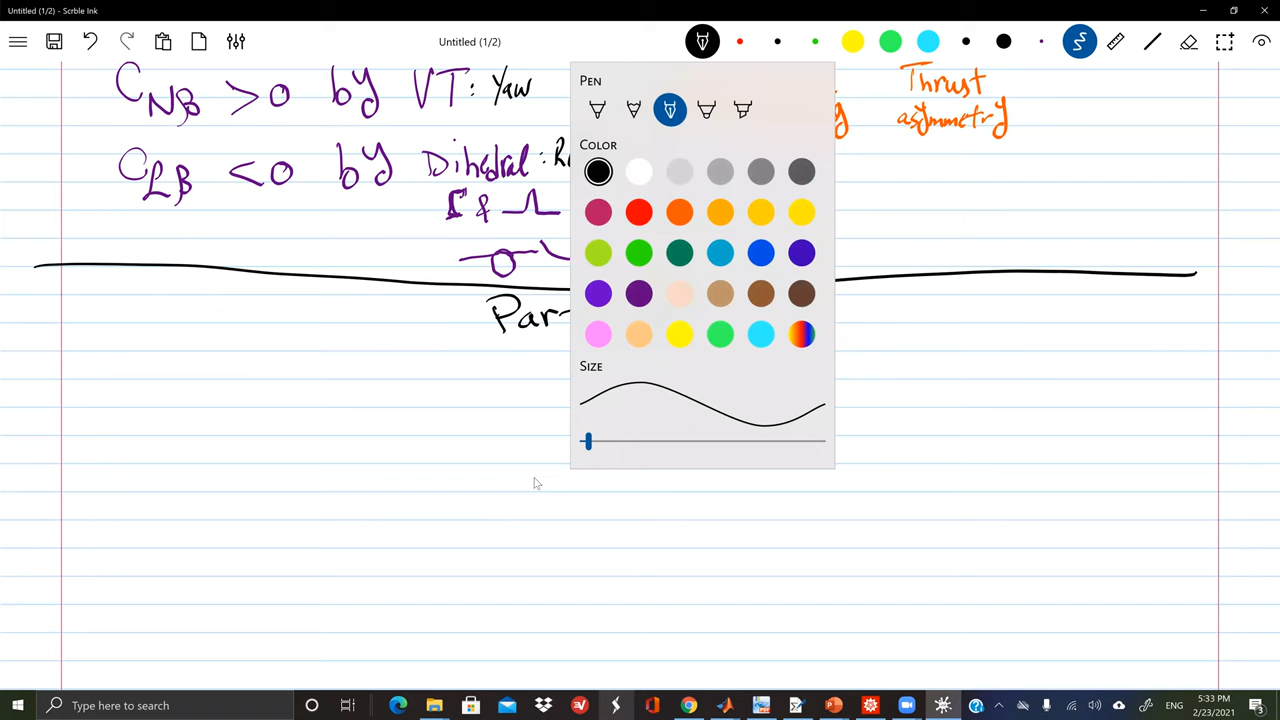 Untitled (1/2) - Scrble Ink
Untitled (1/2)
C_Nβ > 0 by VT: Yaw
C_Lβ < 0 by Dihedral:
Γ & Λ
Thrust
asymmetry
Par
PEN
COLOR
SIZE
Type here to search
ENG
5:33 PM
2/23/2021